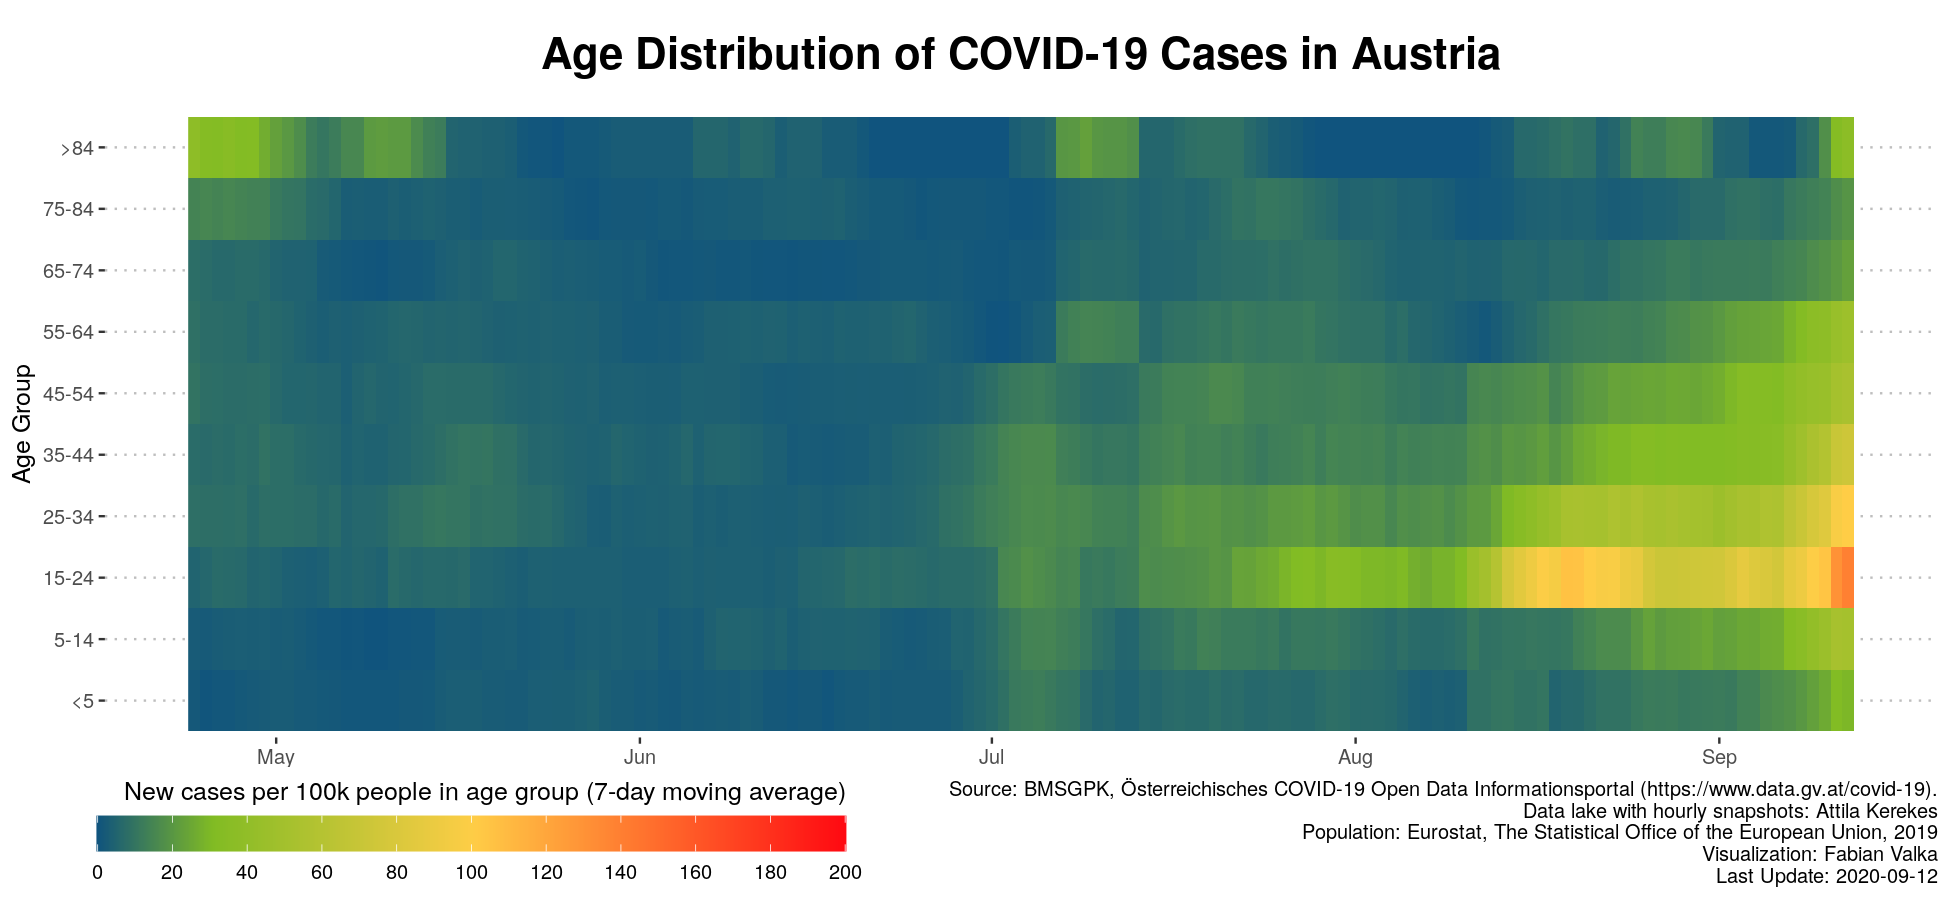 Age Distribution of COVID-19 Cases in Austria
Age Group
>84
75-84
65-74
55-64
45-54
35-44
25-34
15-24
5-14
<5
May Jun Jul Aug Sep
New cases per 100k people in age group (7-day moving average)
0 20 40 60 80 100 120 140 160 180 200
Source: BMSGPK, Österreichisches COVID-19 Open Data Informationsportal (https://www.data.gv.at/covid-19).
Data lake with hourly snapshots: Attila Kerekes
Population: Eurostat, The Statistical Office of the European Union, 2019
Visualization: Fabian Valka
Last Update: 2020-09-12